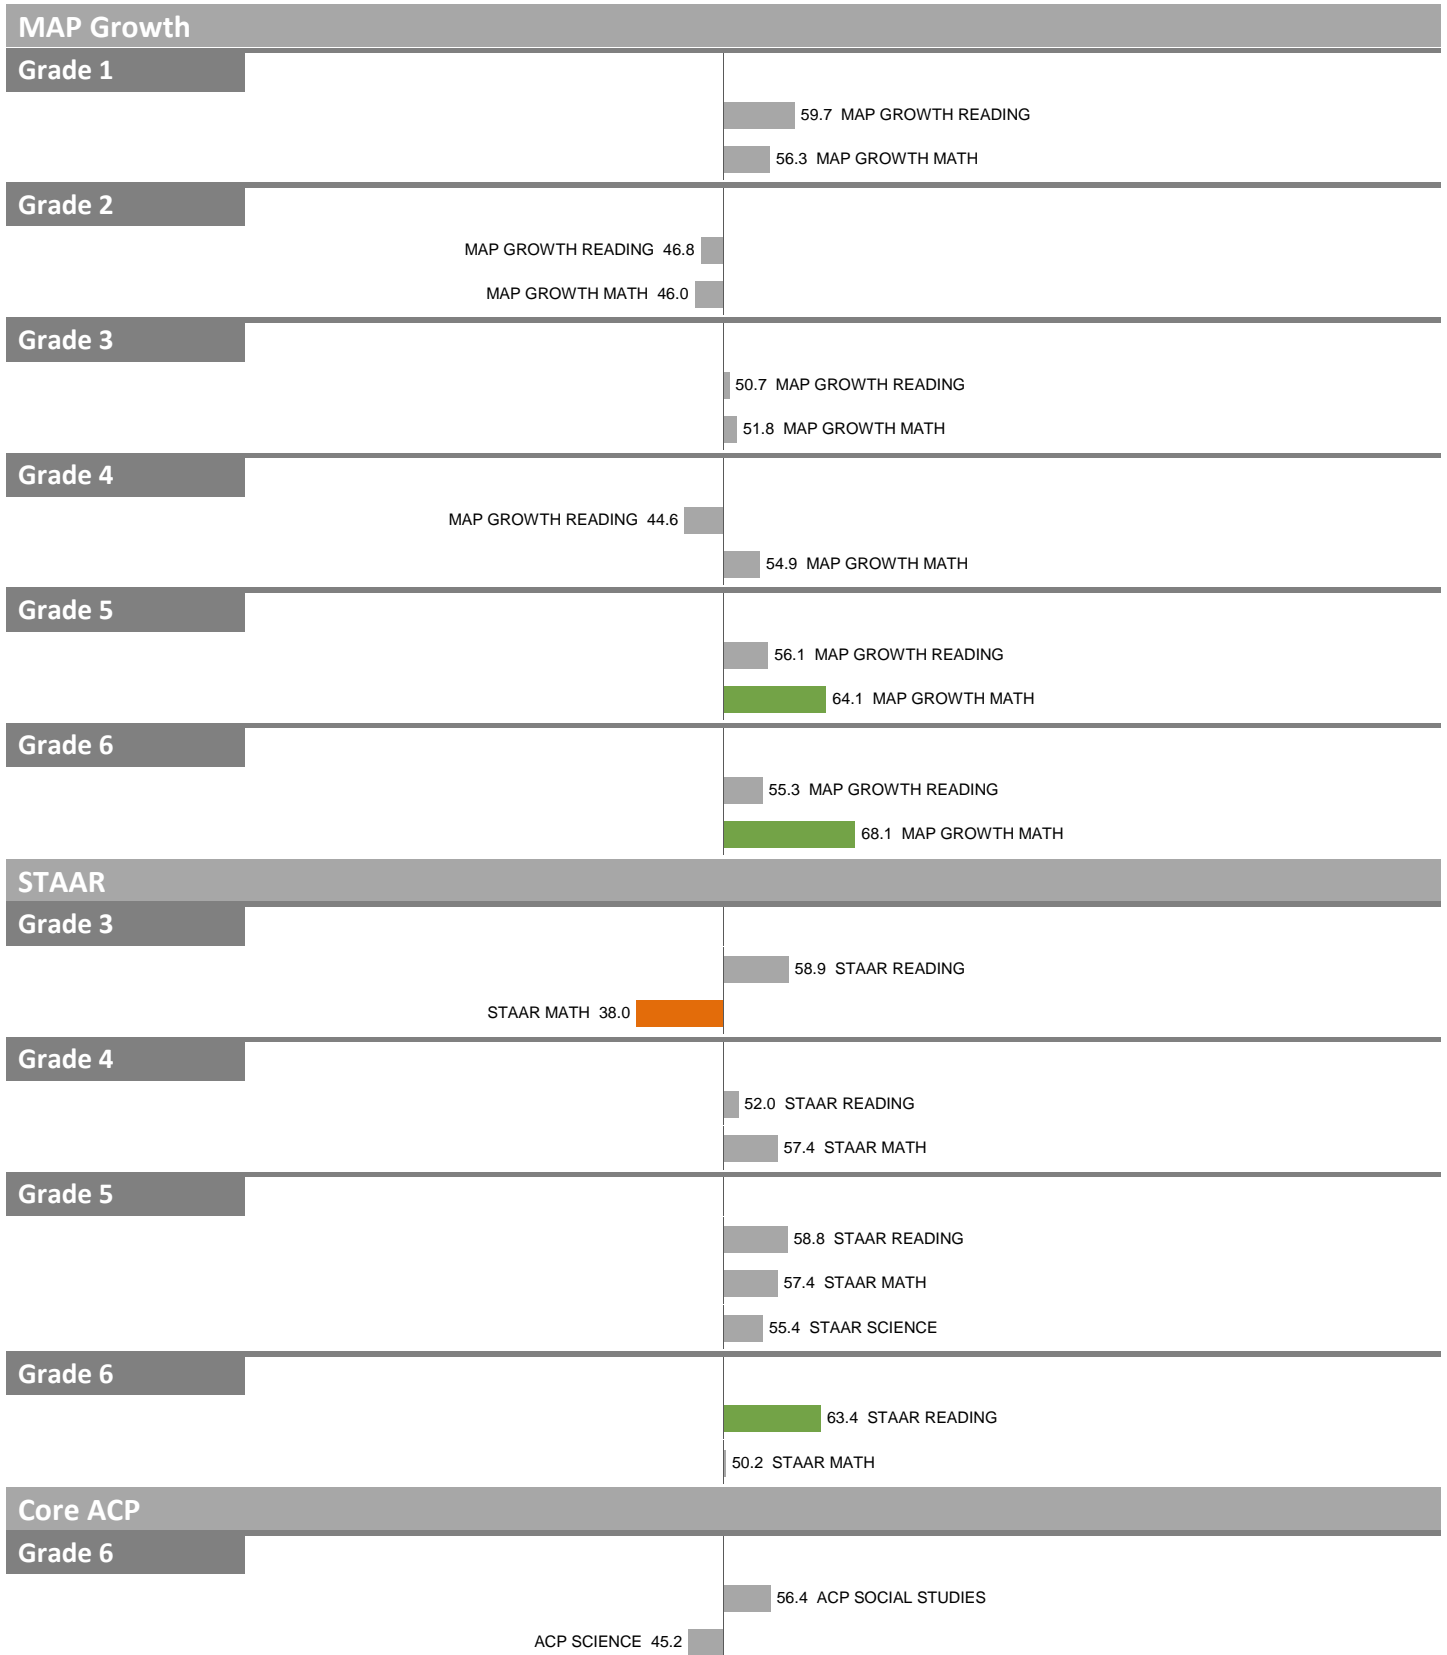 MAP Growth
Grade 1
59.7 MAP GROWTH READING
56.3 MAP GROWTH MATH
Grade 2
MAP GROWTH READING 46.8
MAP GROWTH MATH 46.0
Grade 3
50.7 MAP GROWTH READING
51.8 MAP GROWTH MATH
Grade 4
MAP GROWTH READING 44.6
54.9 MAP GROWTH MATH
Grade 5
56.1 MAP GROWTH READING
64.1 MAP GROWTH MATH
Grade 6
55.3 MAP GROWTH READING
68.1 MAP GROWTH MATH
STAAR
Grade 3
58.9 STAAR READING
STAAR MATH 38.0
Grade 4
52.0 STAAR READING
57.4 STAAR MATH
Grade 5
58.8 STAAR READING
57.4 STAAR MATH
55.4 STAAR SCIENCE
Grade 6
63.4 STAAR READING
50.2 STAAR MATH
Core ACP
Grade 6
56.4 ACP SOCIAL STUDIES
ACP SCIENCE 45.2